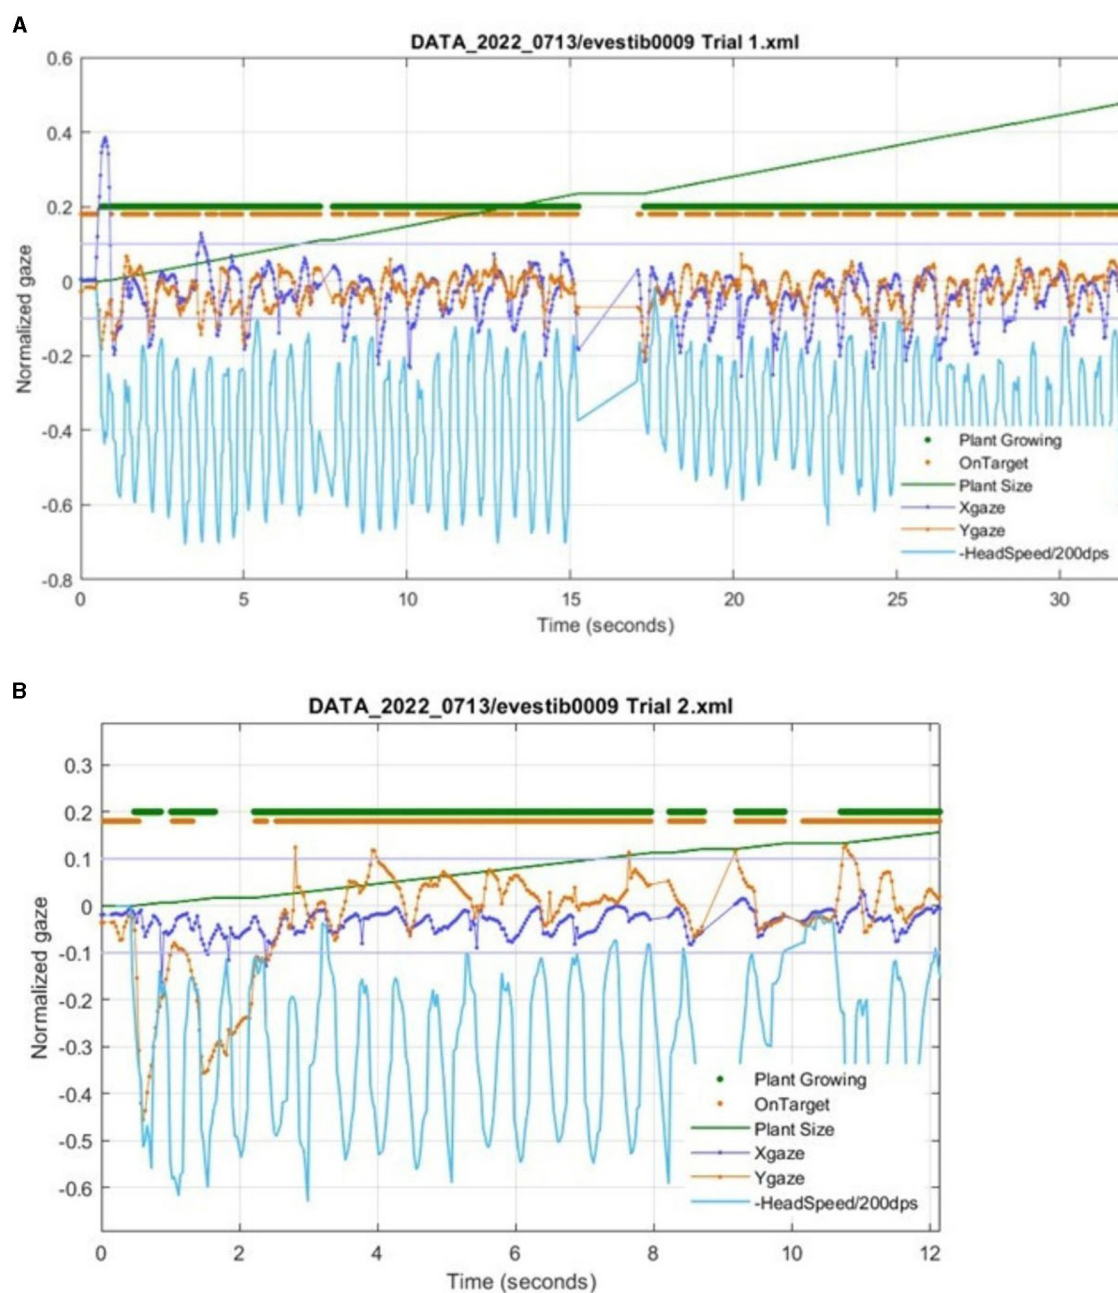 A
DATA_2022_0713/evestib0009 Trial 1.xml
0.6
0.4
0.2
0
-0.2
-0.4
-0.6
-0.8
Normalized gaze
Plant Growing
OnTarget
Plant Size
Xgaze
Ygaze
-HeadSpeed/200dps
0 5 10 15 20 25 30
Time (seconds)
B
DATA_2022_0713/evestib0009 Trial 2.xml
0.3
0.2
0.1
0
-0.1
-0.2
-0.3
-0.4
-0.5
-0.6
Normalized gaze
Plant Growing
OnTarget
Plant Size
Xgaze
Ygaze
-HeadSpeed/200dps
0 2 4 6 8 10 12
Time (seconds)